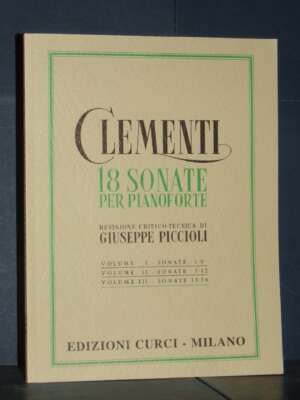 CLEMENTI
18 SONATE
PER PIANOFORTE
REVISIONE CRITICO-TECNICA DI
GIUSEPPE PICCIOLI
VOLUME I - SONATE 1-6
VOLUME II - SONATE 7-12
VOLUME III - SONATE 13-18
EDIZIONI CURCI - MILANO